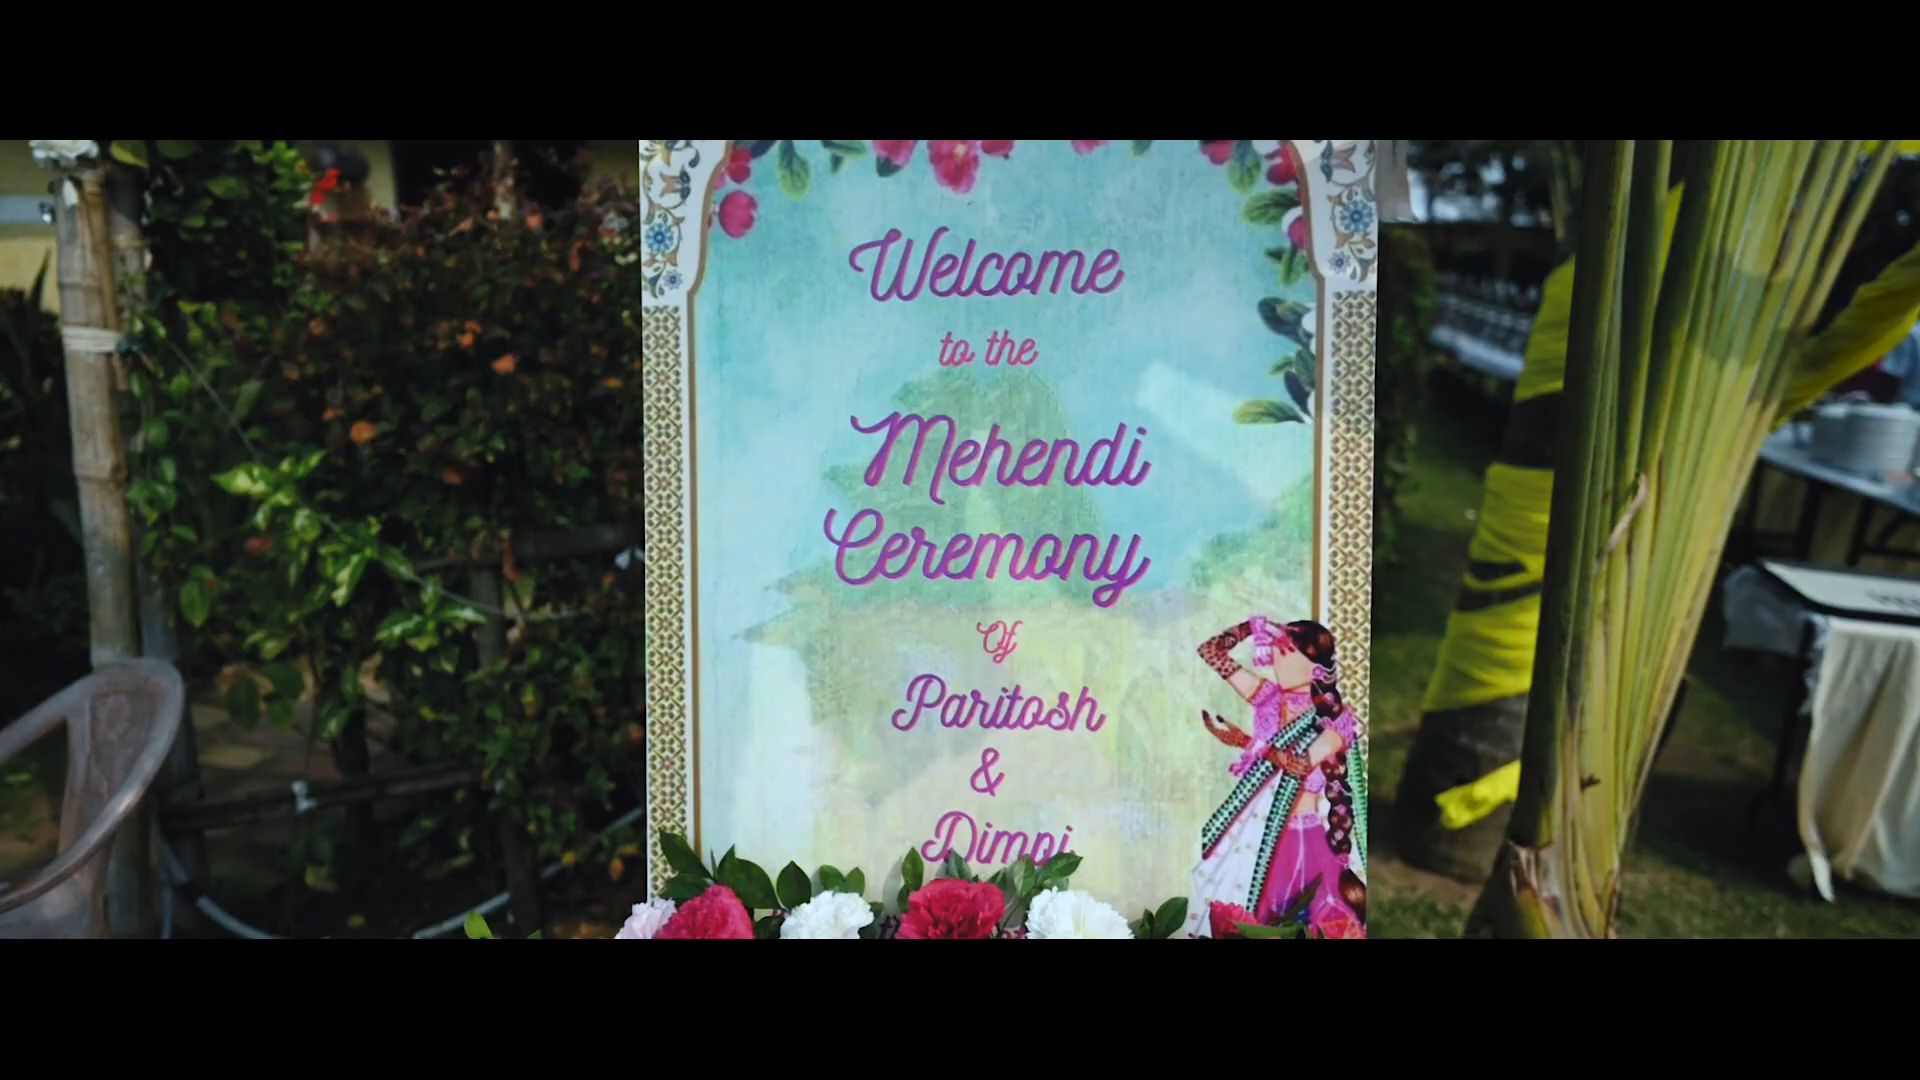 Welcome
to the
Mehendi
Ceremony
Of
Paritosh
&
Dimpi